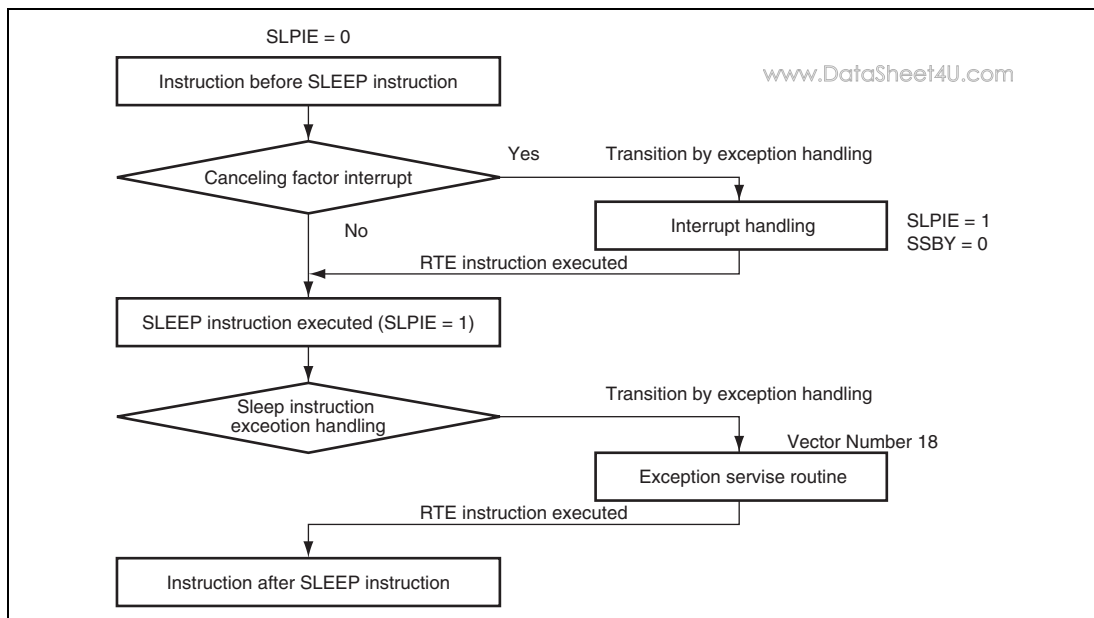 SLPIE = 0
Instruction before SLEEP instruction
www.DataSheet4U.com
Canceling factor interrupt
Yes
Transition by exception handling
No
Interrupt handling
SLPIE = 1
SSBY = 0
RTE instruction executed
SLEEP instruction executed (SLPIE = 1)
Sleep instruction
exceotion handling
Transition by exception handling
Vector Number 18
Exception servise routine
RTE instruction executed
Instruction after SLEEP instruction